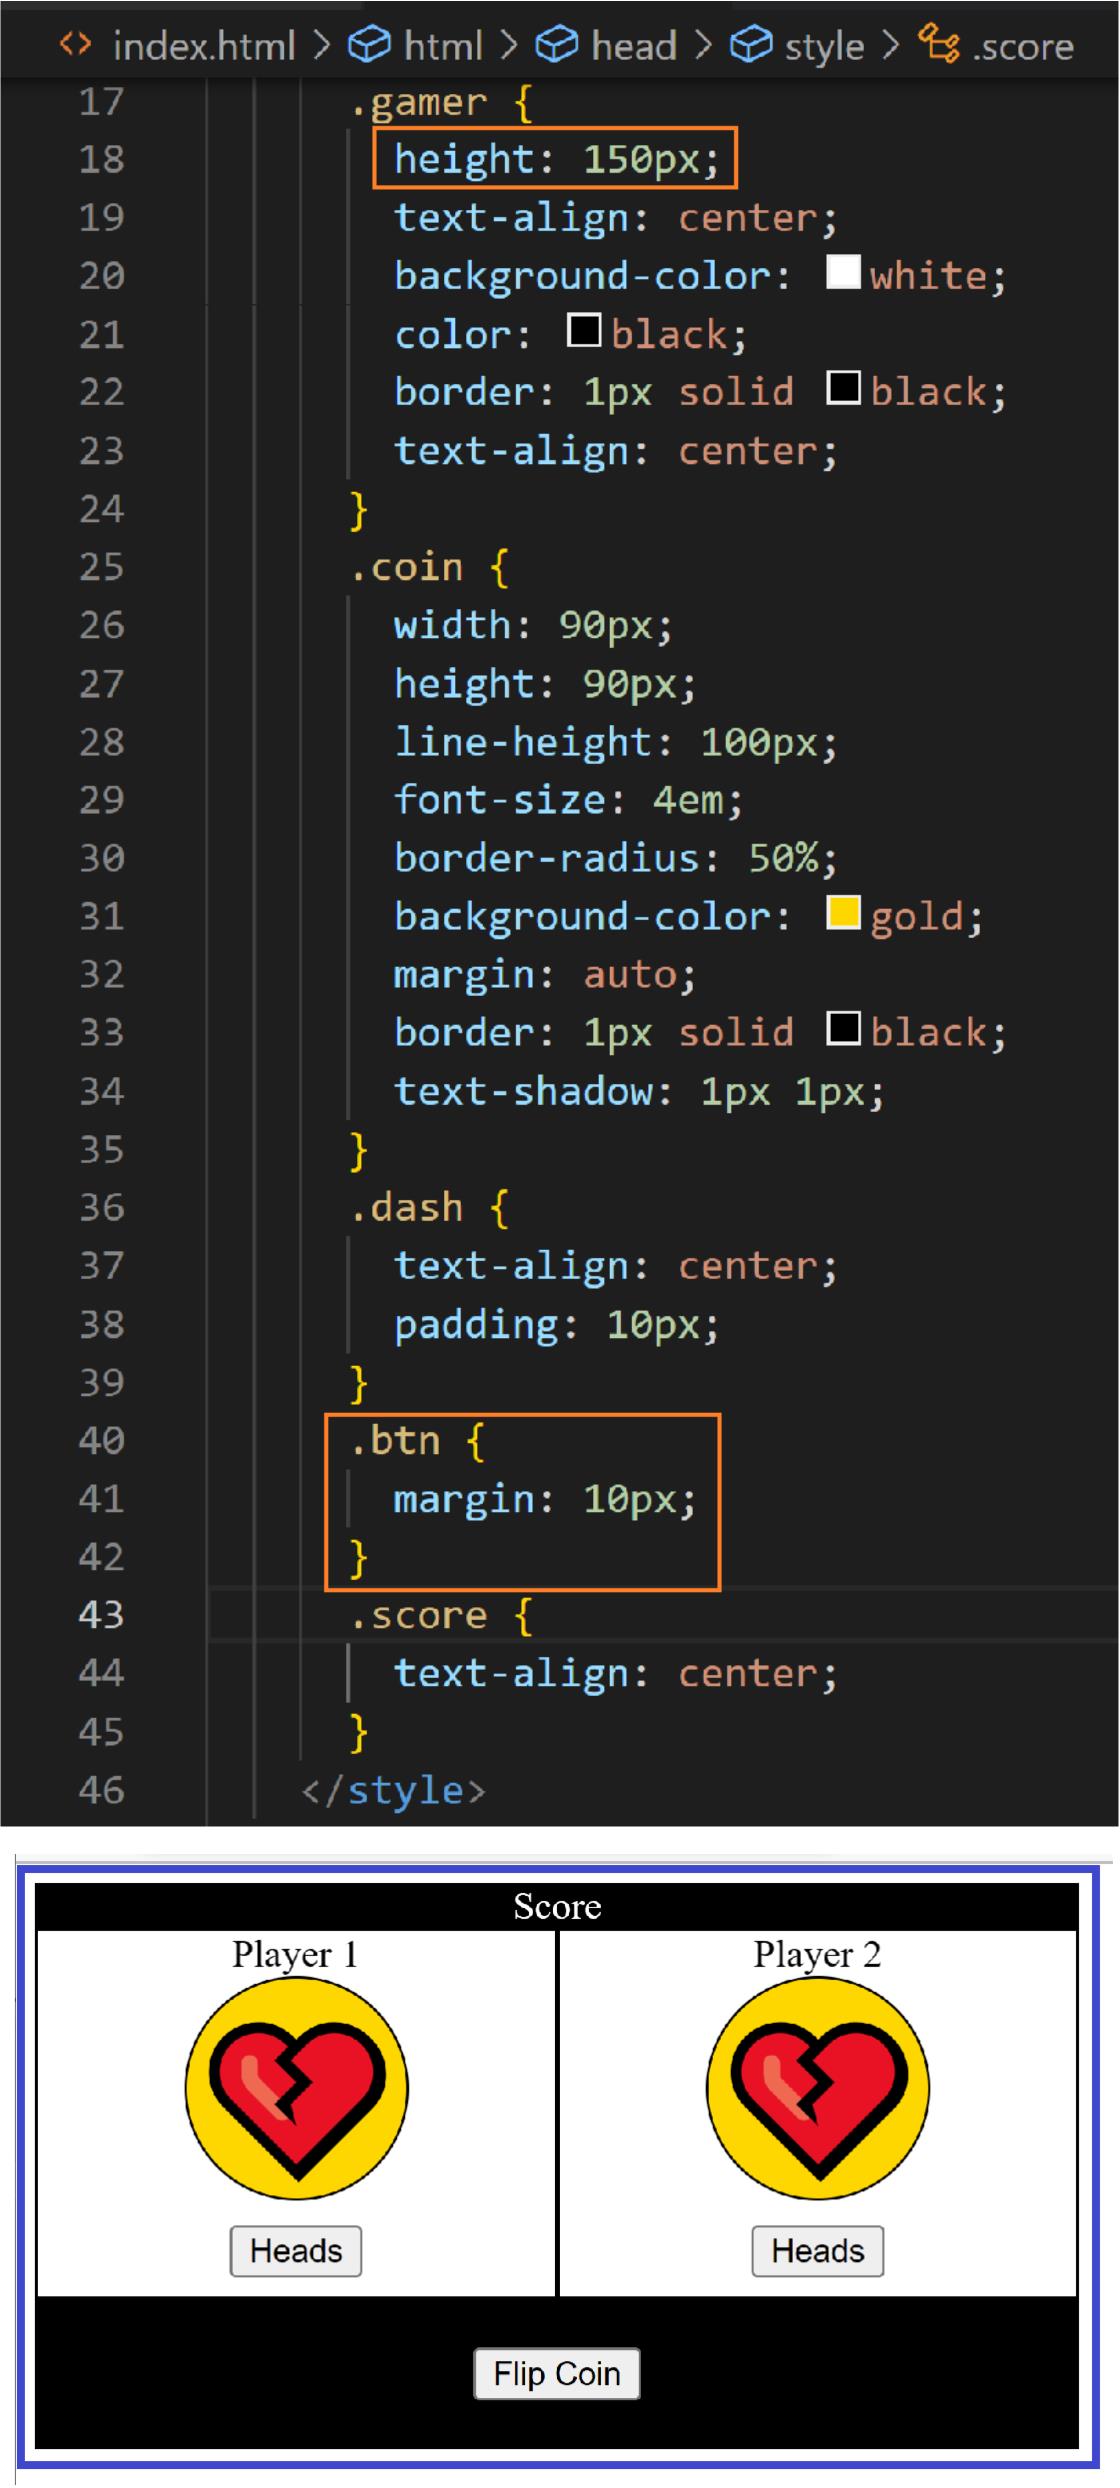 index.html > html > head > style > .score
17 .gamer {
18 height: 150px;
19 text-align: center;
20 background-color: white;
21 color: black;
22 border: 1px solid black;
23 text-align: center;
24 }
25 .coin {
26 width: 90px;
27 height: 90px;
28 line-height: 100px;
29 font-size: 4em;
30 border-radius: 50%;
31 background-color: gold;
32 margin: auto;
33 border: 1px solid black;
34 text-shadow: 1px 1px;
35 }
36 .dash {
37 text-align: center;
38 padding: 10px;
39 }
40 .btn {
41 margin: 10px;
42 }
43 .score {
44 text-align: center;
45 }
46 </style>
Score
Player 1 Player 2
Heads Heads
Flip Coin